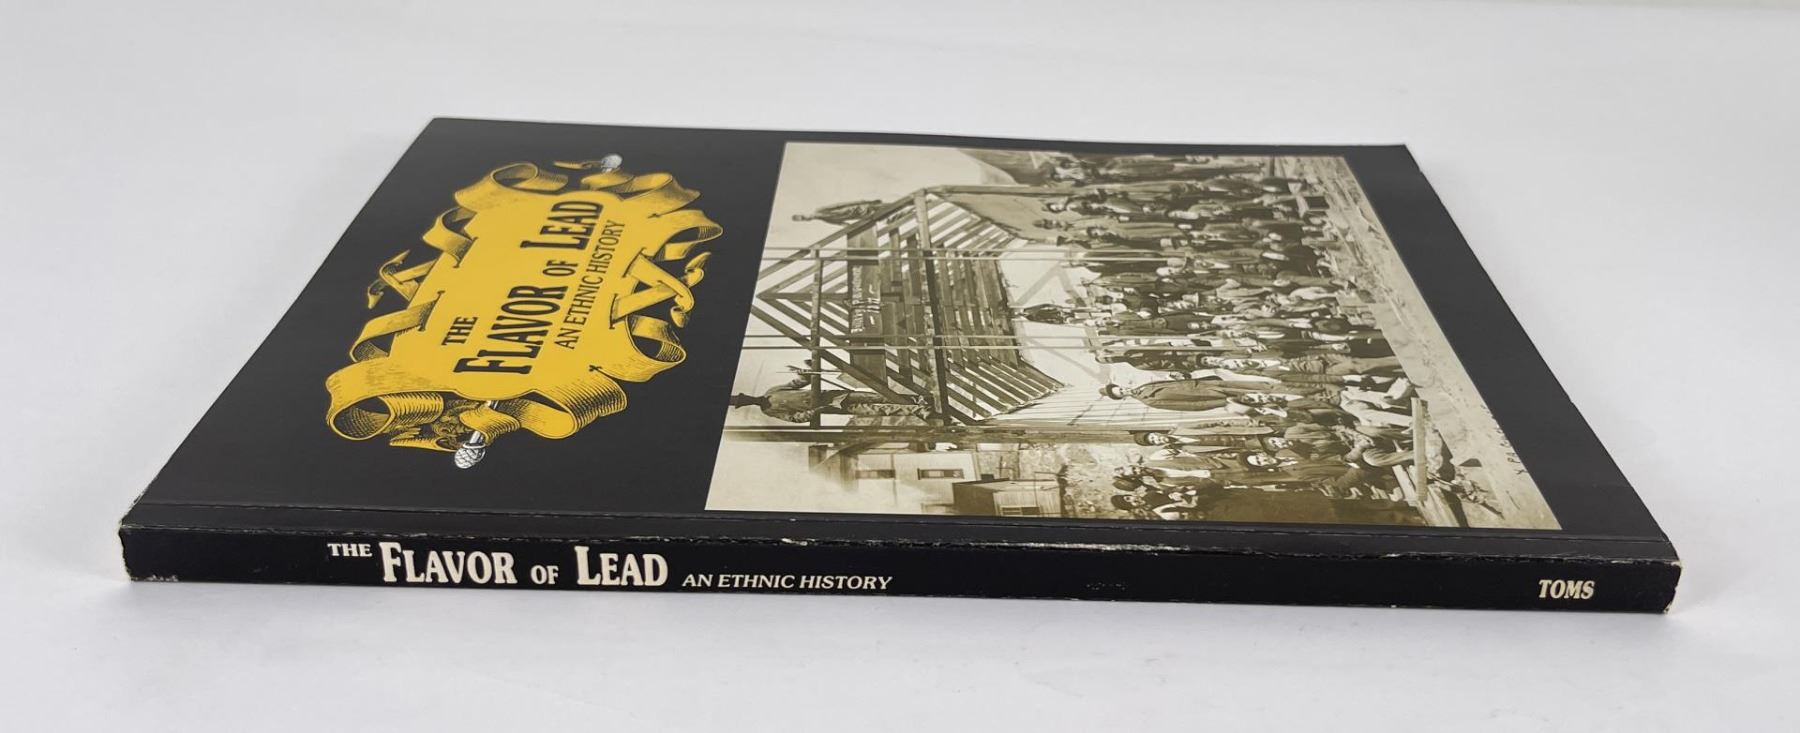 THE
FLAVOR OF LEAD
AN ETHNIC HISTORY
THE FLAVOR OF LEAD AN ETHNIC HISTORY
TOMS